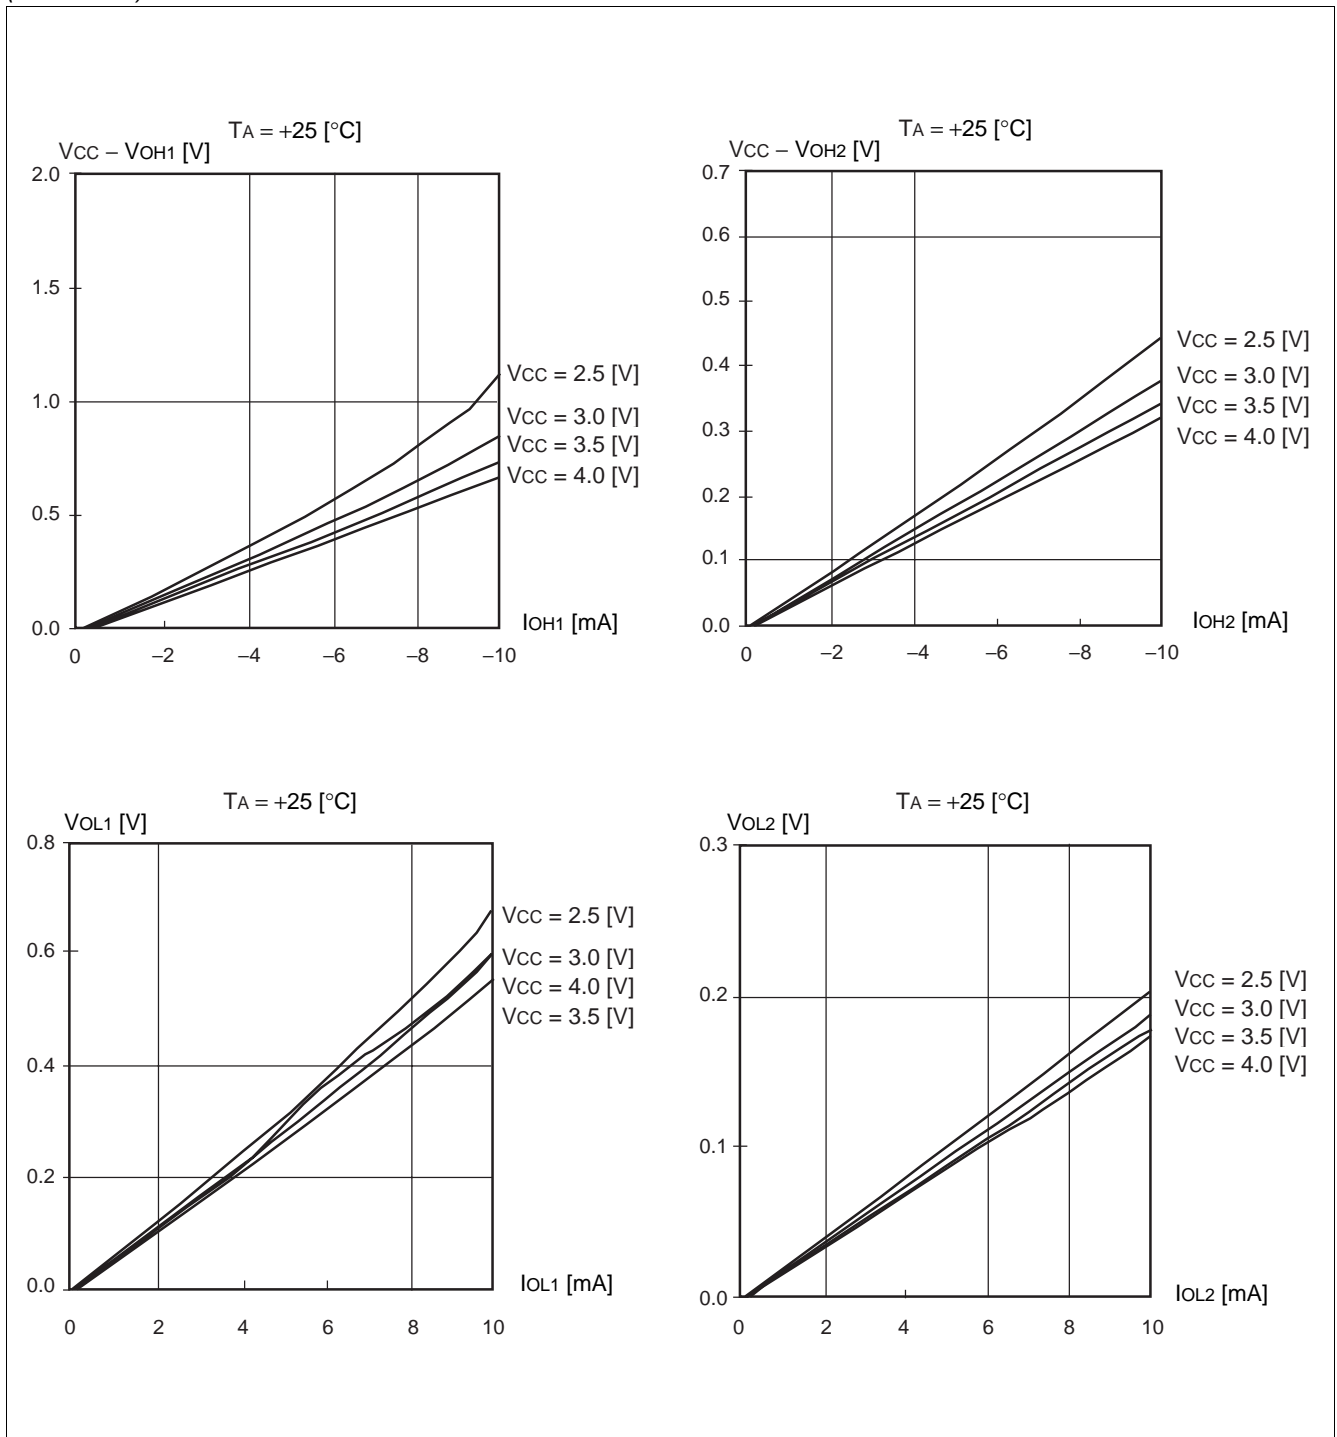 TA = +25 [°C]
VCC – VOH1 [V]
2.0
1.5
1.0
0.5
0.0
0 –2 –4 –6 –8 –10
IOH1 [mA]
VCC = 2.5 [V]
VCC = 3.0 [V]
VCC = 3.5 [V]
VCC = 4.0 [V]
TA = +25 [°C]
VCC – VOH2 [V]
0.7
0.6
0.5
0.4
0.3
0.2
0.1
0.0
0 –2 –4 –6 –8 –10
IOH2 [mA]
VCC = 2.5 [V]
VCC = 3.0 [V]
VCC = 3.5 [V]
VCC = 4.0 [V]
TA = +25 [°C]
VOL1 [V]
0.8
0.6
0.4
0.2
0.0
0 2 4 6 8 10
IOL1 [mA]
VCC = 2.5 [V]
VCC = 3.0 [V]
VCC = 4.0 [V]
VCC = 3.5 [V]
TA = +25 [°C]
VOL2 [V]
0.3
0.2
0.1
0.0
0 2 4 6 8 10
IOL2 [mA]
VCC = 2.5 [V]
VCC = 3.0 [V]
VCC = 3.5 [V]
VCC = 4.0 [V]